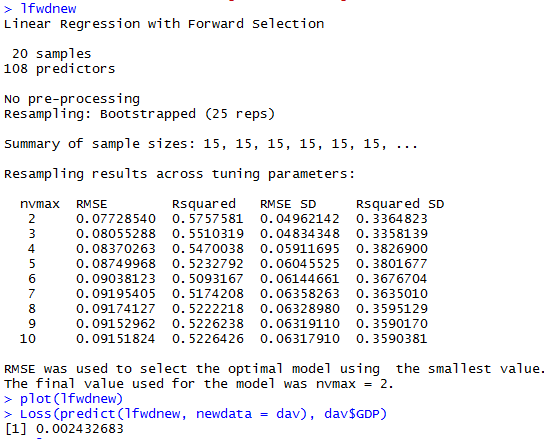 > lfwdnew
Linear Regression with Forward Selection
20 samples
108 predictors
No pre-processing
Resampling: Bootstrapped (25 reps)
Summary of sample sizes: 15, 15, 15, 15, 15, 15, ...
Resampling results across tuning parameters:
nvmax RMSE Rsquared RMSE SD Rsquared SD
2 0.07728540 0.5757581 0.04962142 0.3364823
3 0.08055288 0.5510319 0.04834348 0.3358139
4 0.08370263 0.5470038 0.05911695 0.3826900
5 0.08749968 0.5232792 0.06045525 0.3801677
6 0.09038123 0.5093167 0.06144661 0.3676704
7 0.09195405 0.5174208 0.06358263 0.3635010
8 0.09174127 0.5222218 0.06328980 0.3595129
9 0.09152962 0.5226238 0.06319110 0.3590170
10 0.09151824 0.5226426 0.06317910 0.3590381
RMSE was used to select the optimal model using the smallest value.
The final value used for the model was nvmax = 2.
> plot(lfwdnew)
> Loss(predict(lfwdnew, newdata = dav), dav$GDP)
[1] 0.002432683